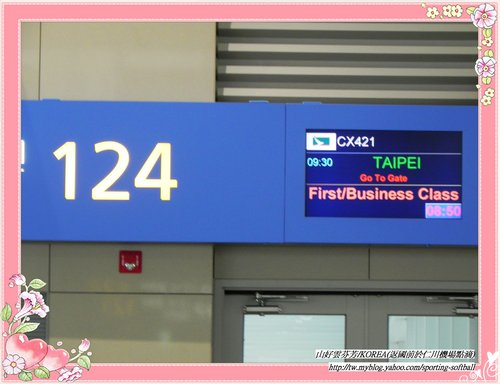 124
CX421
09:30 TAIPEI
Go To Gate
First/Business Class
08:50
山好雲芬芳/KOREA(返國前於仁川機場點滴)
http://tw.myblog.yahoo.com/sporting-softball